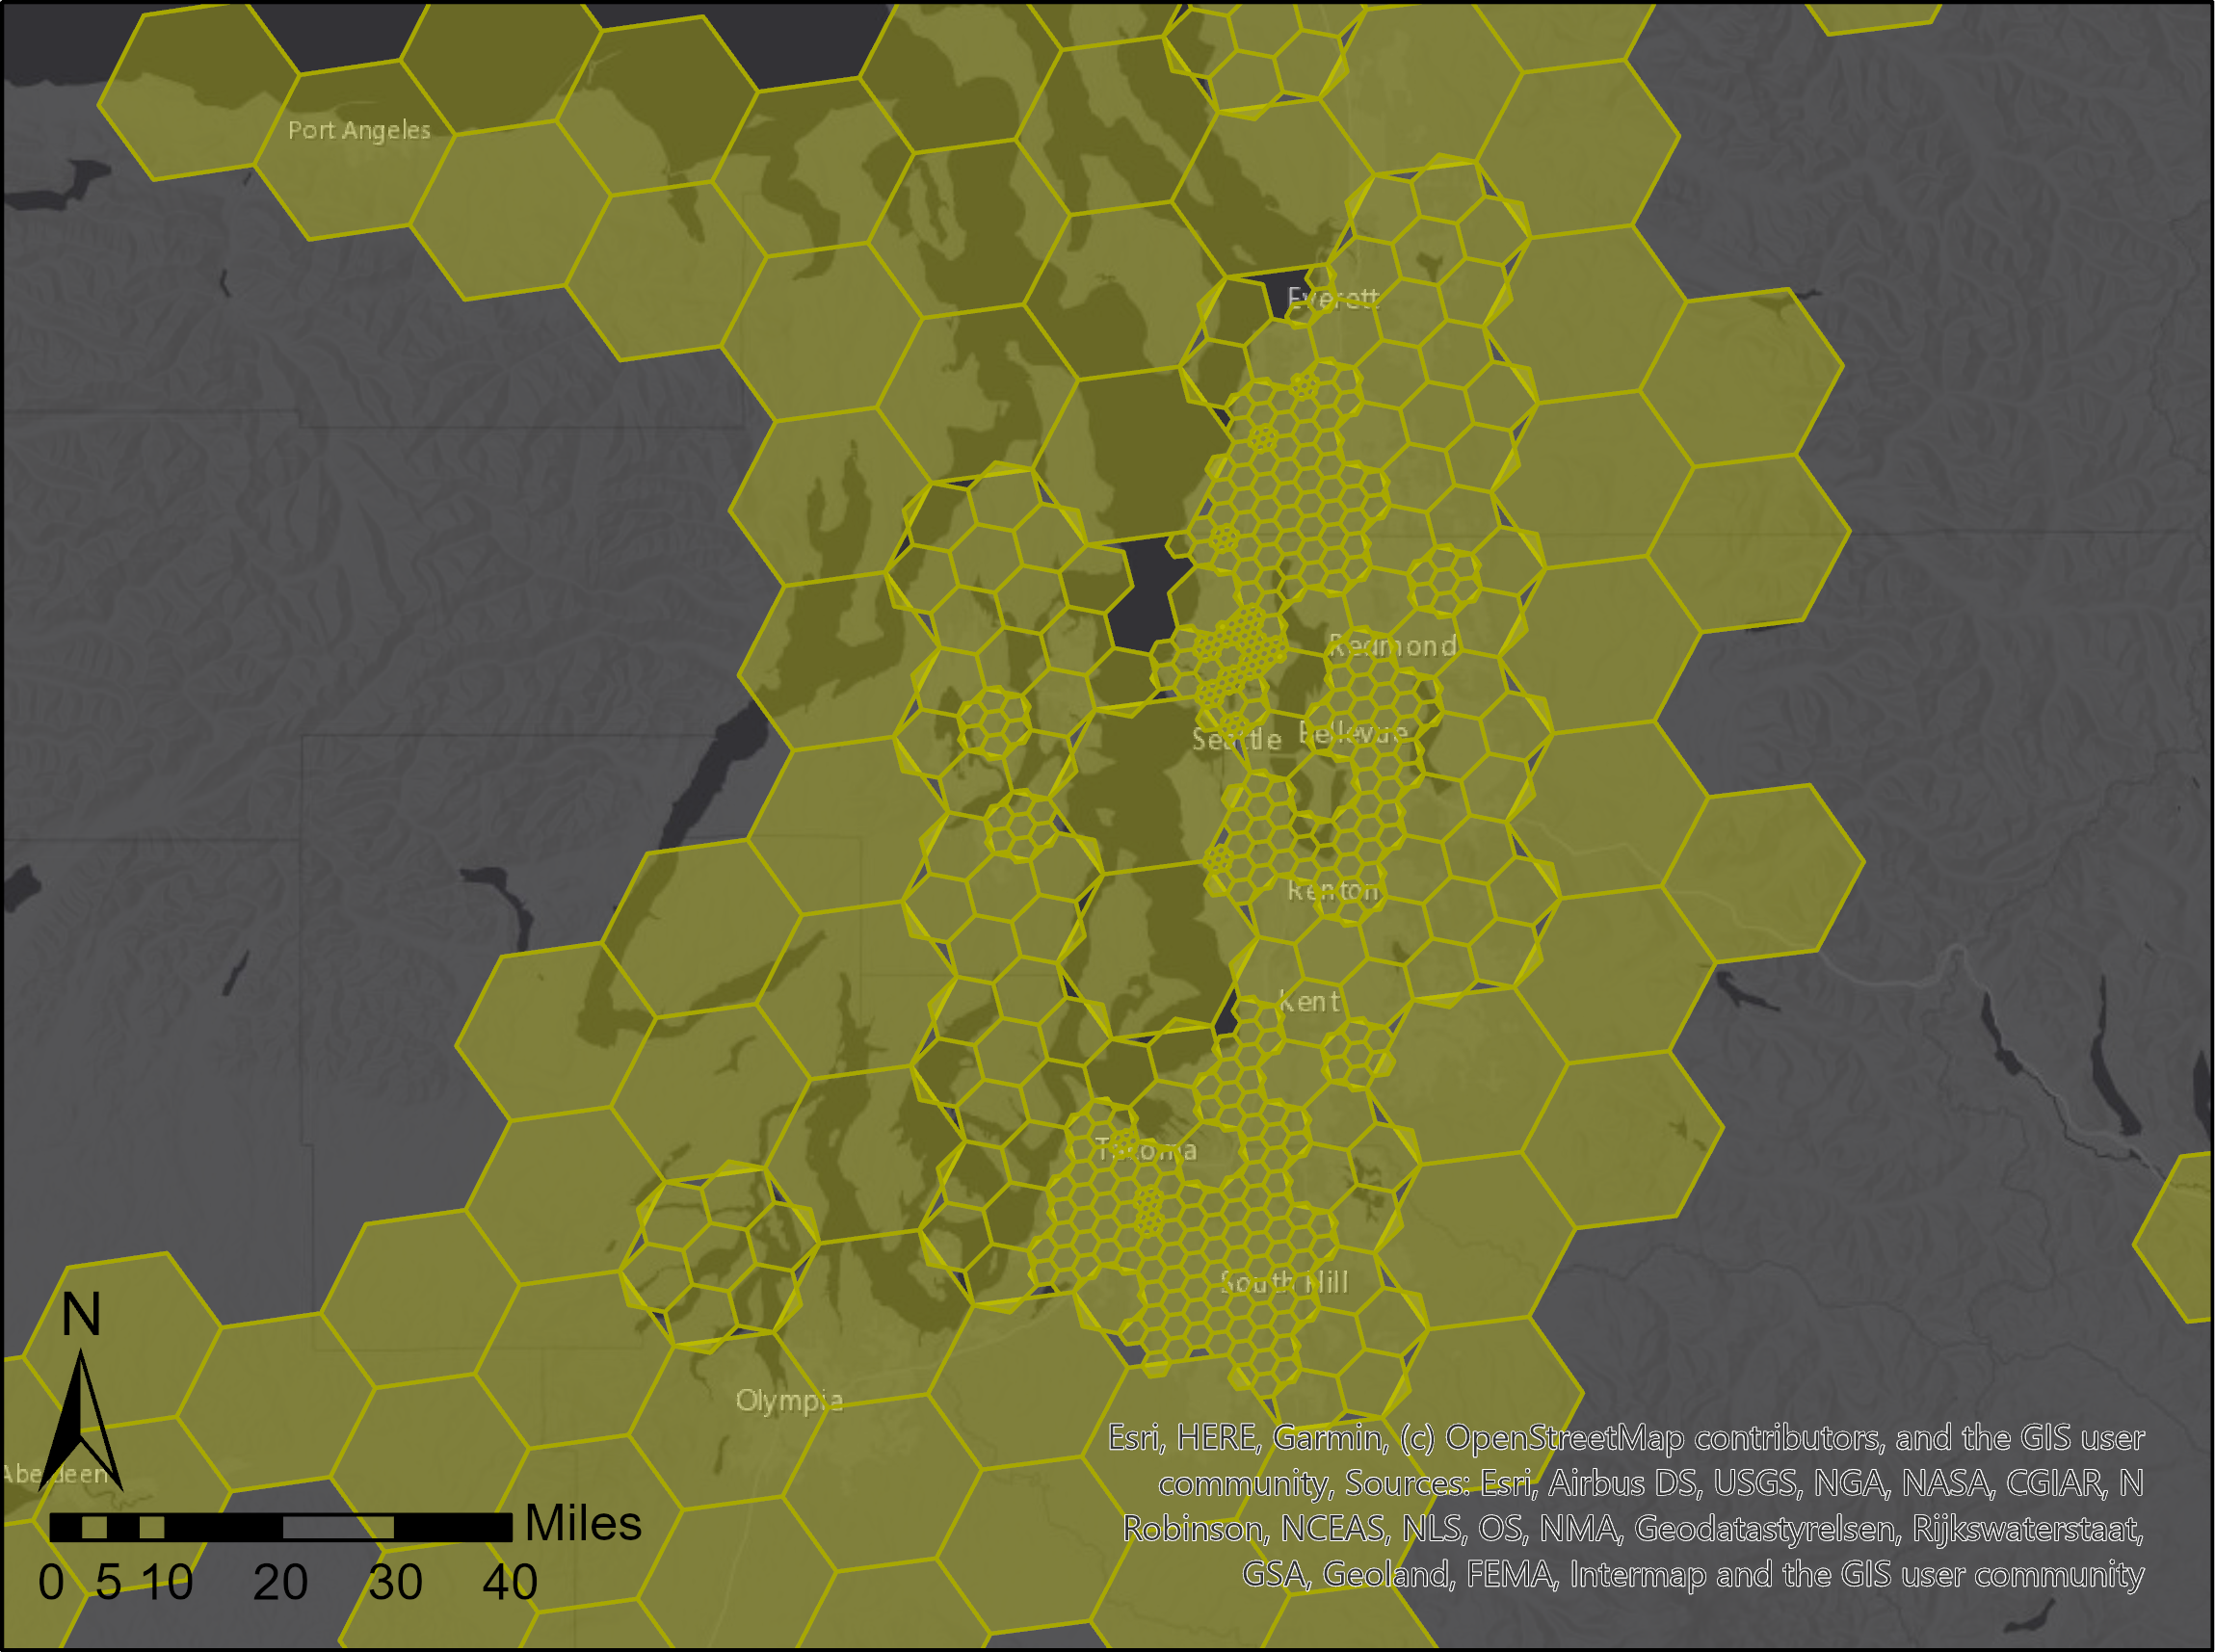 Port Angeles
Everett
Redmond
Seattle
Bellevue
Renton
Kent
Tacoma
South Hill
N
Olympia
Aberdeen
Esri, HERE, Garmin, (c) OpenStreetMap contributors, and the GIS user
community, Sources: Esri, Airbus DS, USGS, NGA, NASA, CGIAR, N
Robinson, NCEAS, NLS, OS, NMA, Geodatastyrelsen, Rijkswaterstaat,
GSA, Geoland, FEMA, Intermap and the GIS user community
Miles
0 5 10 20 30 40